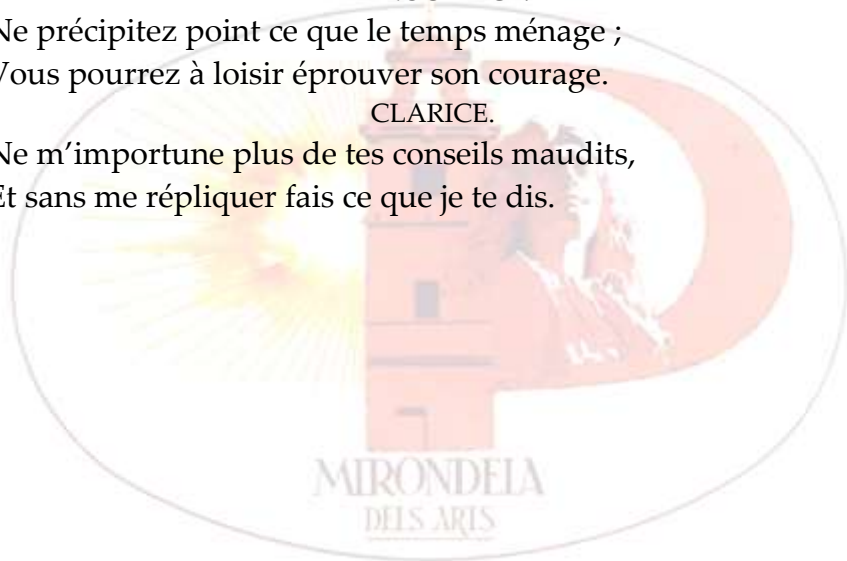 Ne précipitez point ce que le temps ménage ;
Vous pourrez à loisir éprouver son courage.
CLARICE.
Ne m’importune plus de tes conseils maudits,
Et sans me répliquer fais ce que je te dis.
MIRONDELA
DELS ARTS